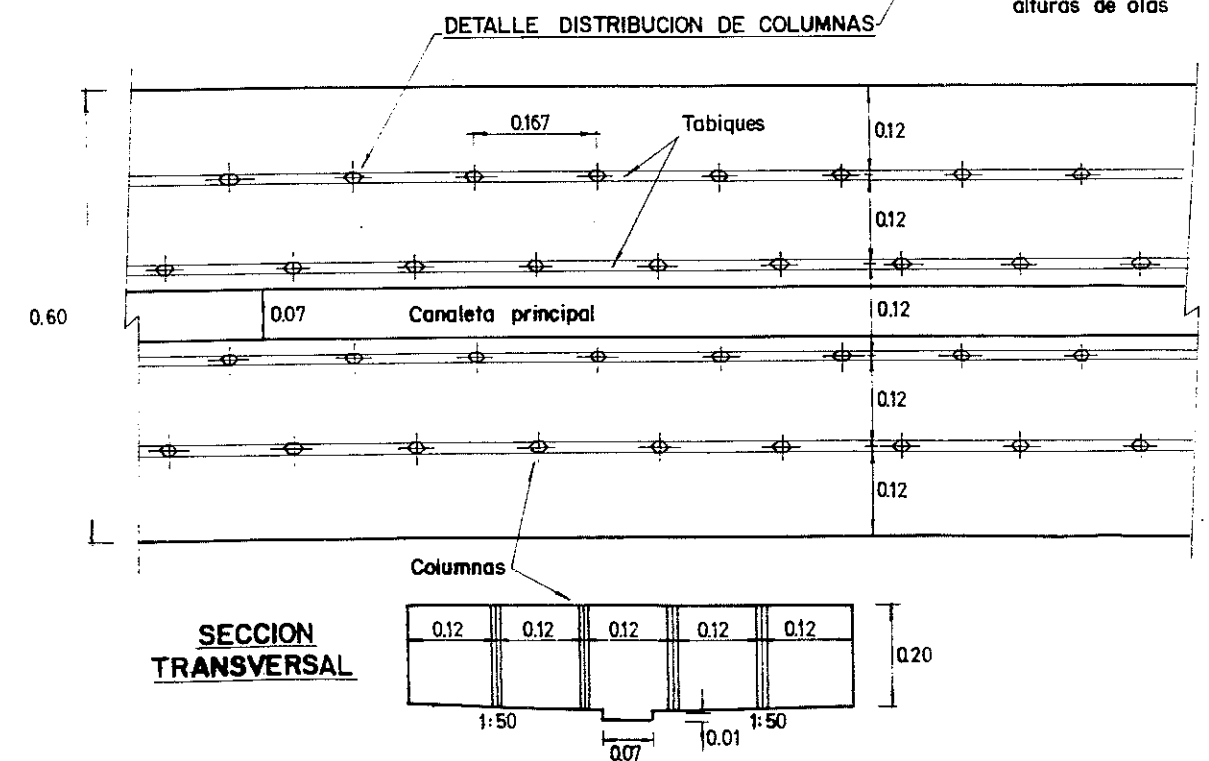 alturas de olas
DETALLE DISTRIBUCION DE COLUMNAS
0.167
Tabiques
0.12
0.12
0.60
0.07
Canaleta principal
0.12
0.12
0.12
Columnas
SECCION
TRANSVERSAL
0.12
0.12
0.12
0.12
0.12
0.20
1:50
1:50
0.01
0.07